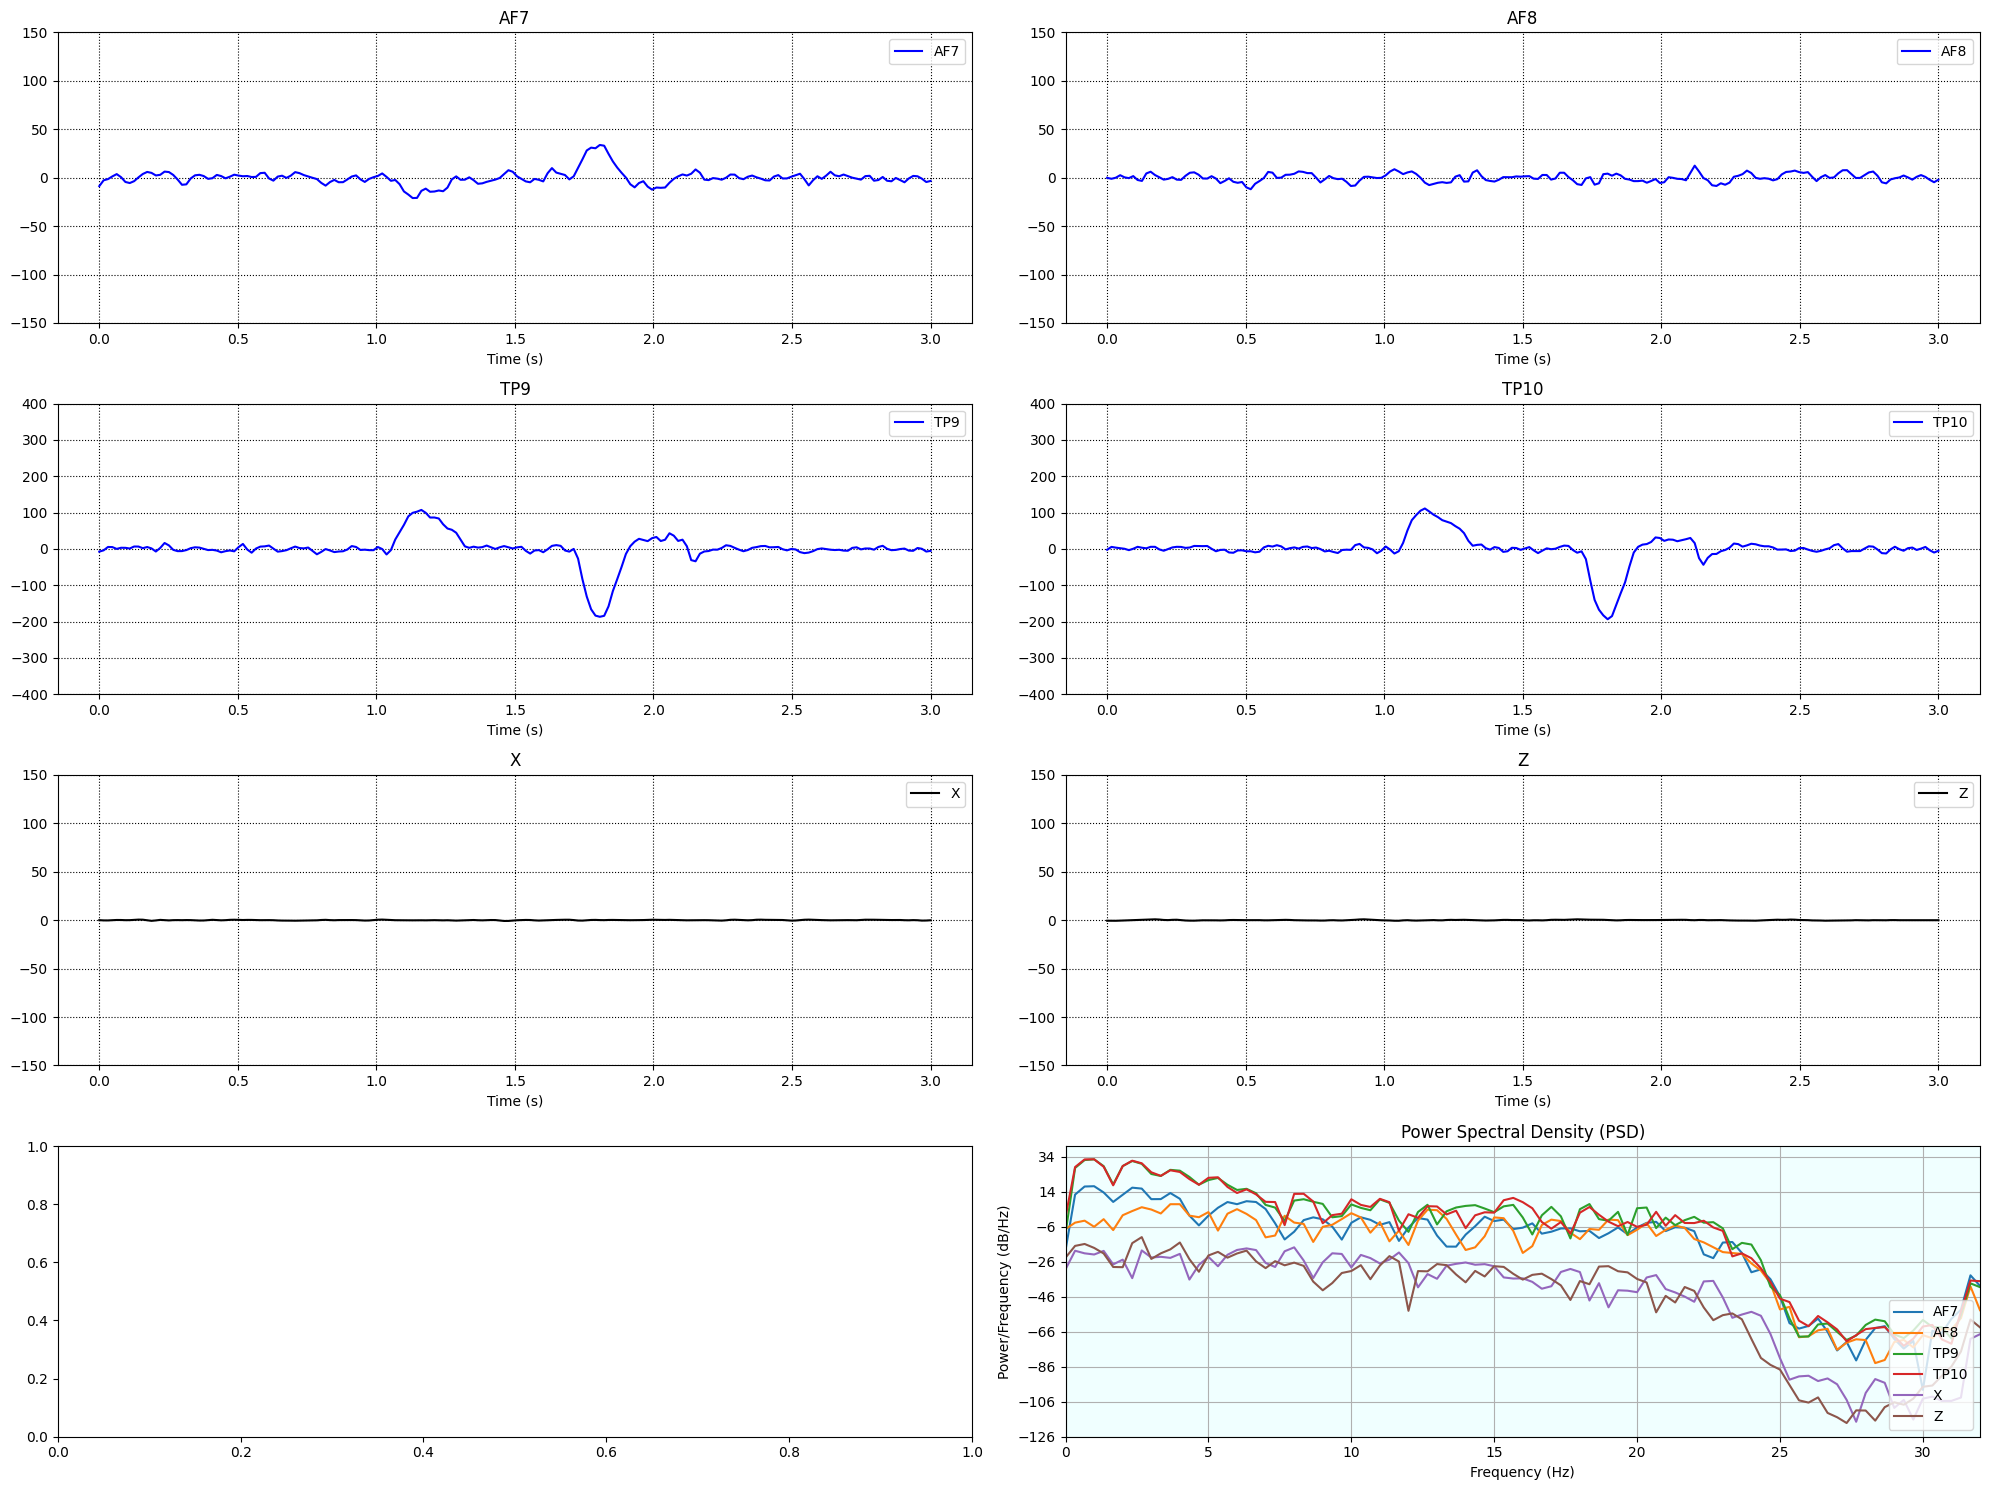 AF7
150
100
50
0
−50
−100
−150
AF7
0.0 0.5 1.0 1.5 2.0 2.5 3.0
Time (s)
AF8
150
100
50
0
−50
−100
−150
AF8
0.0 0.5 1.0 1.5 2.0 2.5 3.0
Time (s)
TP9
400
300
200
100
0
−100
−200
−300
−400
TP9
0.0 0.5 1.0 1.5 2.0 2.5 3.0
Time (s)
TP10
400
300
200
100
0
−100
−200
−300
−400
TP10
0.0 0.5 1.0 1.5 2.0 2.5 3.0
Time (s)
X
150
100
50
0
−50
−100
−150
X
0.0 0.5 1.0 1.5 2.0 2.5 3.0
Time (s)
Z
150
100
50
0
−50
−100
−150
Z
0.0 0.5 1.0 1.5 2.0 2.5 3.0
Time (s)
1.0
0.8
0.6
0.4
0.2
0.0
0.0 0.2 0.4 0.6 0.8 1.0
Power Spectral Density (PSD)
Power/Frequency (dB/Hz)
34
14
−6
−26
−46
−66
−86
−106
−126
AF7
AF8
TP9
TP10
X
Z
0 5 10 15 20 25 30
Frequency (Hz)